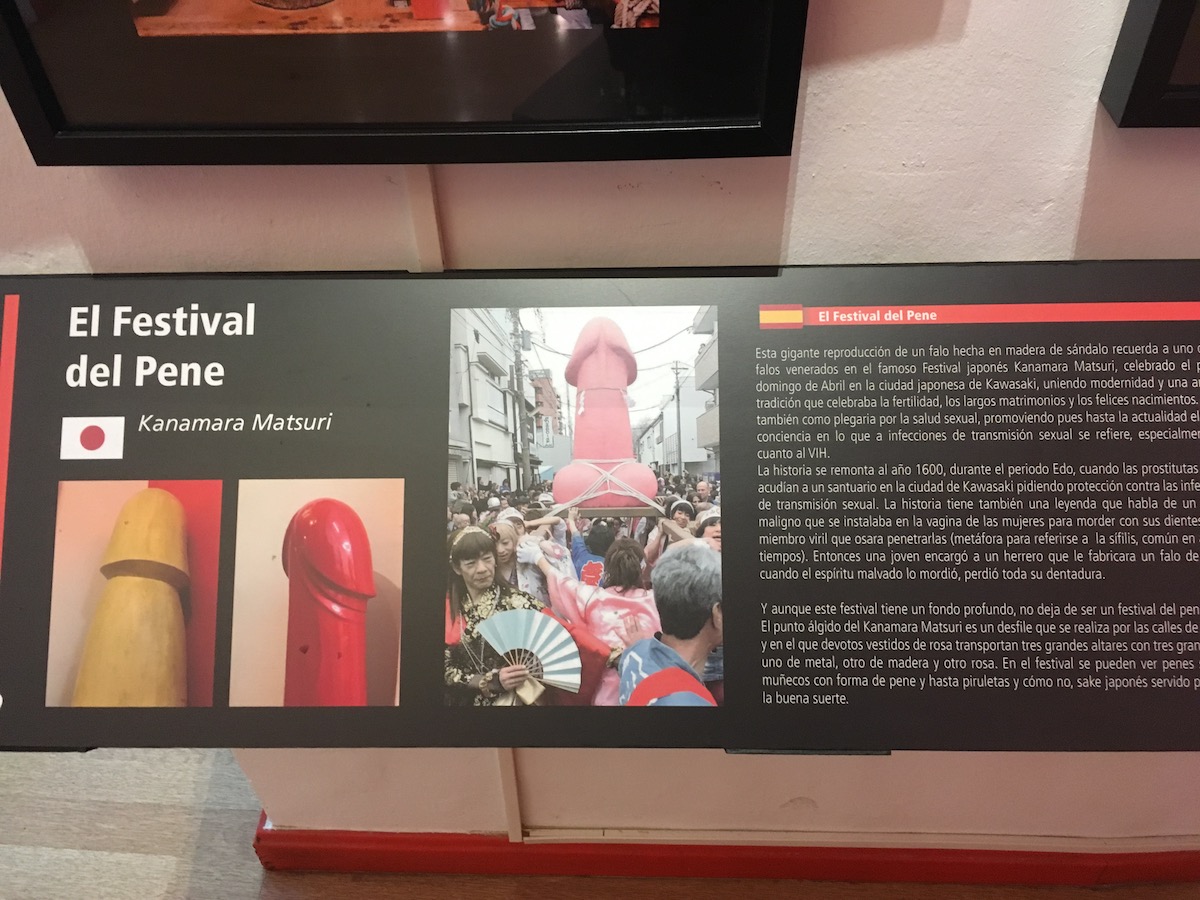 El Festival
del Pene
Kanamara Matsuri
El Festival del Pene
Esta gigante reproducción de un falo hecha en madera de sándalo recuerda a uno
falos venerados en el famoso Festival japonés Kanamara Matsuri, celebrado el
domingo de Abril en la ciudad japonesa de Kawasaki, uniendo modernidad y una
tradición que celebraba la fertilidad, los largos matrimonios y los felices nacimientos.
también como plegaria por la salud sexual, promoviendo pues hasta la actualidad
conciencia en lo que a infecciones de transmisión sexual se refiere,
cuanto al VIH.
La historia se remonta al año 1600, durante el periodo Edo, cuando las prostitutas
acudían a un santuario en la ciudad de Kawasaki pidiendo protección contra las
de transmisión sexual. La historia tiene también una leyenda que habla de un
maligno que se instalaba en la vagina de las mujeres para morder con sus
miembro viril que osara penetrarlas (metáfora para referirse a la sífilis, común en
tiempos). Entonces una joven encargó a un herrero que le fabricara un falo de
cuando el espíritu malvado lo mordió, perdió toda su dentadura.
Y aunque este festival tiene un fondo profundo, no deja de ser un festival del
El punto álgido del Kanamara Matsuri es un desfile que se realiza por las calles de
y en el que devotos vestidos de rosa transportan tres grandes altares con tres
uno de metal, otro de madera y otro rosa. En el festival se pueden ver penes
muñecos con forma de pene y hasta piruletas y cómo no, sake japonés servido
la buena suerte.